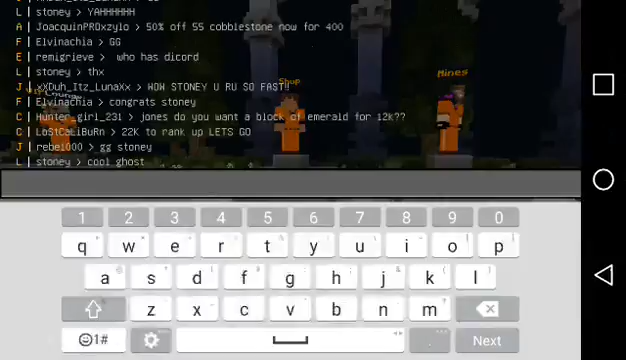 L | stoney > YAHHHHHH
A | JoacquinPROxzylo > 50% off 55 cobblestone now for 400
F | Elvinachia > GG
E | remigrieve > who has dicord
L | stoney > thx
J | xXDuh_Itz_LunaXx > WOW STONEY U RU SO FAST!!
F | Elvinachia > congrats stoney
C | Hunter_girl_231 > jones do you want a block of emerald for 12k??
C | LoStCaLiBuRn > 22K to rank up LETS GO
J | rebel000 > gg stoney
L | stoney > cool ghost
Shop
Mines
1 2 3 4 5 6 7 8 9 0
q w e r t y u i o p
a s d f g h j k l
z x c v b n m
1# . Next